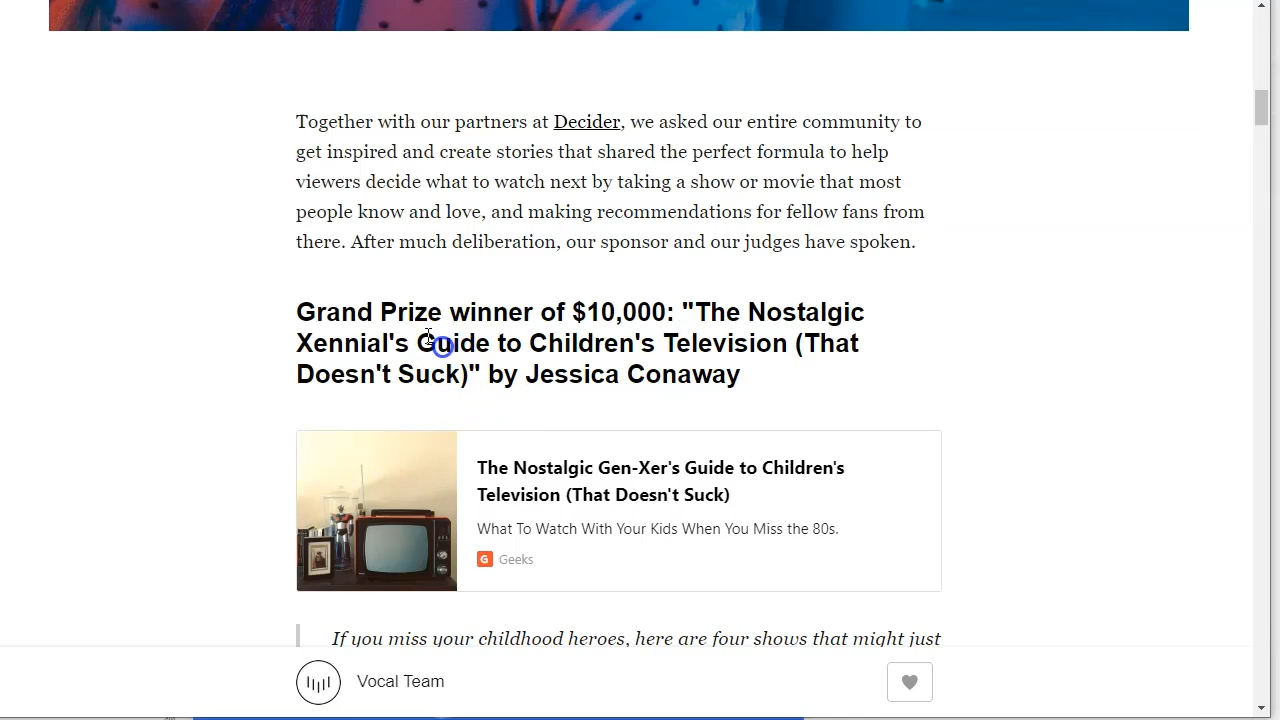 Together with our partners at Decider, we asked our entire community to
get inspired and create stories that shared the perfect formula to help
viewers decide what to watch next by taking a show or movie that most
people know and love, and making recommendations for fellow fans from
there. After much deliberation, our sponsor and our judges have spoken.
Grand Prize winner of $10,000: "The Nostalgic
Xennial's Guide to Children's Television (That
Doesn't Suck)" by Jessica Conaway
The Nostalgic Gen-Xer's Guide to Children's
Television (That Doesn't Suck)
What To Watch With Your Kids When You Miss the 80s.
G Geeks
If you miss your childhood heroes, here are four shows that might just
Vocal Team